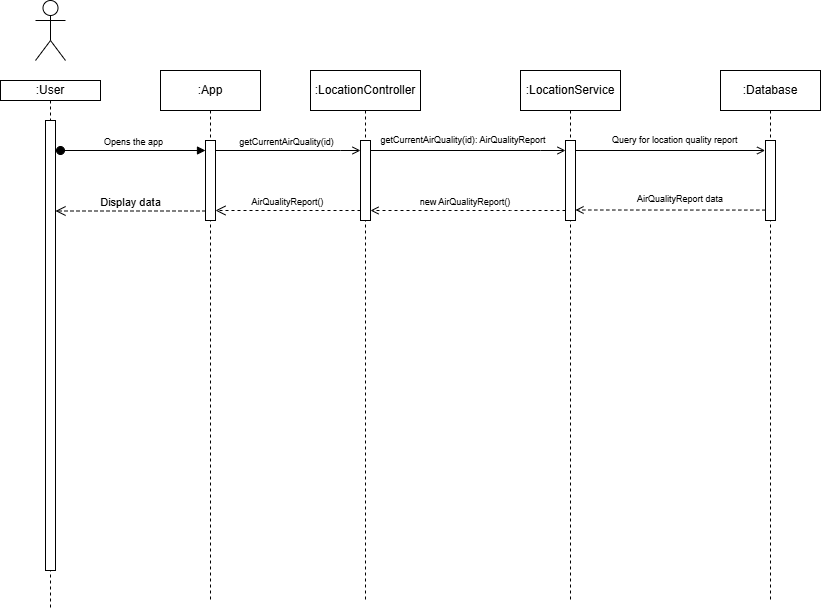 :User
:App
:LocationController
:LocationService
:Database
Opens the app
getCurrentAirQuality(id)
getCurrentAirQuality(id): AirQualityReport
Query for location quality report
Display data
AirQualityReport()
new AirQualityReport()
AirQualityReport data